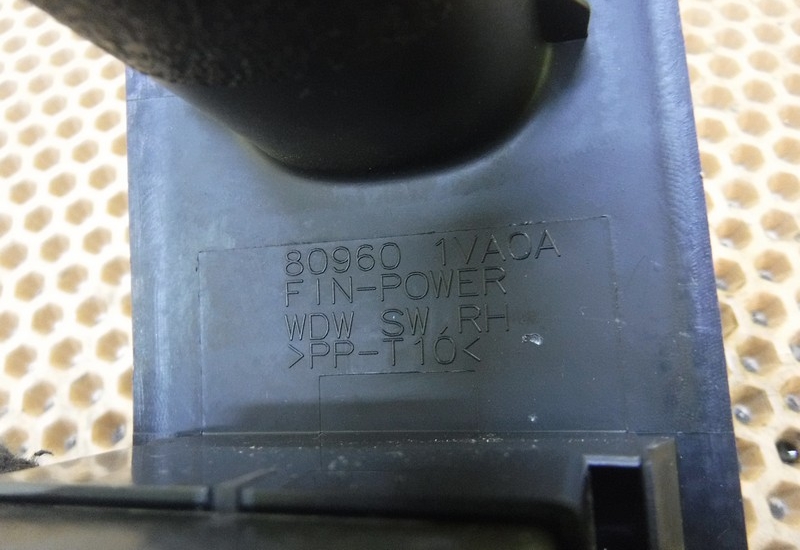 80960 1VA0A
FIN-POWER
WDW SW,RH
>PP-T10<